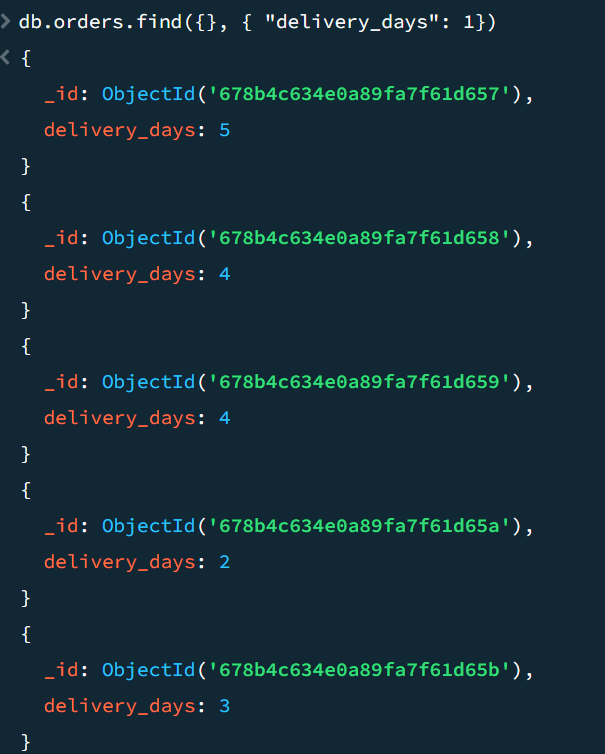 db.orders.find({}, { "delivery_days": 1})
{
_id: ObjectId('678b4c634e0a89fa7f61d657'),
delivery_days: 5
}
{
_id: ObjectId('678b4c634e0a89fa7f61d658'),
delivery_days: 4
}
{
_id: ObjectId('678b4c634e0a89fa7f61d659'),
delivery_days: 4
}
{
_id: ObjectId('678b4c634e0a89fa7f61d65a'),
delivery_days: 2
}
{
_id: ObjectId('678b4c634e0a89fa7f61d65b'),
delivery_days: 3
}